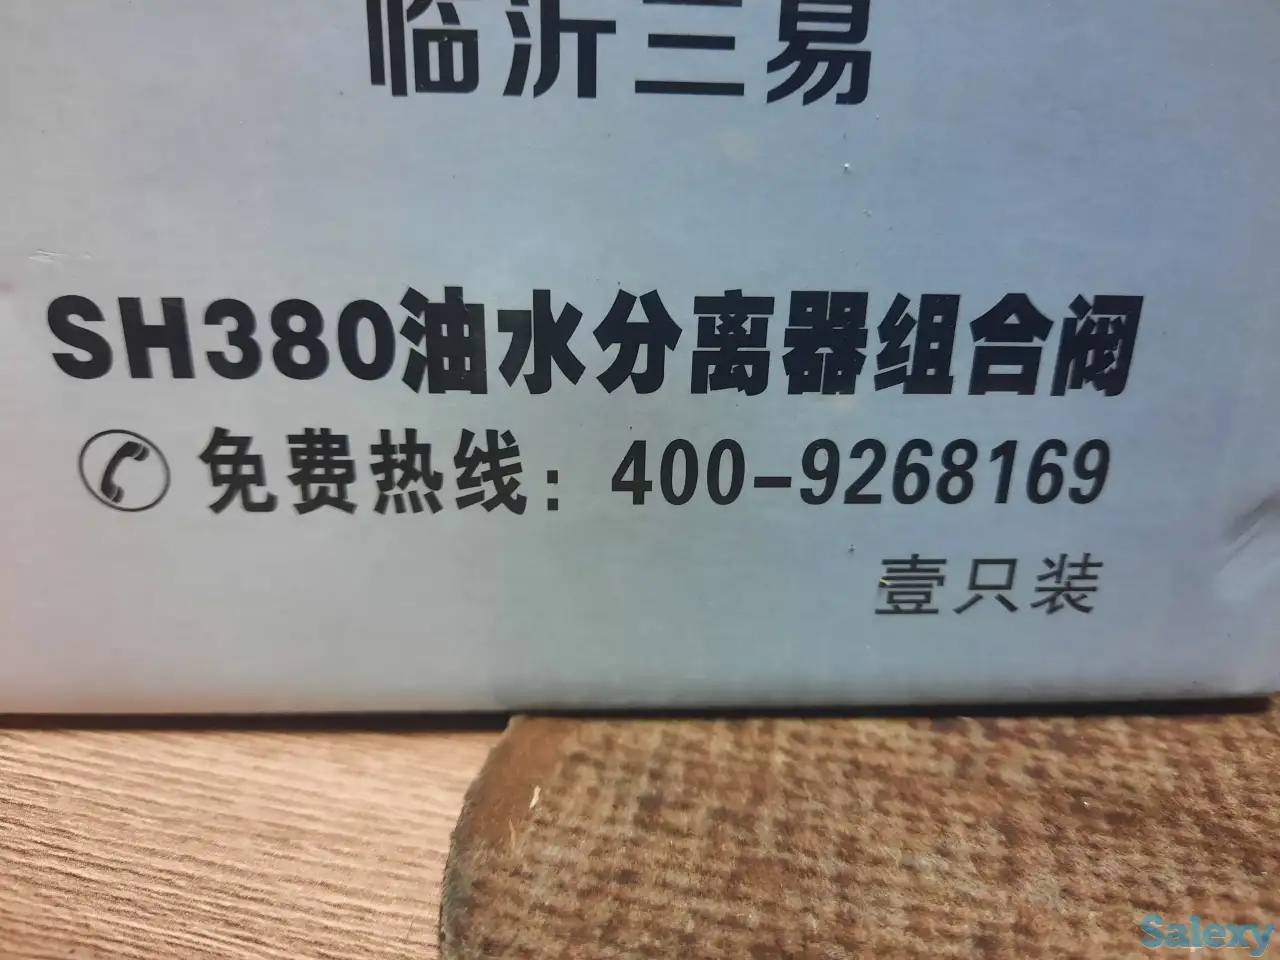 临沂三易
SH380油水分离器组合阀
免费热线：400-9268169
壹只装
Salexy